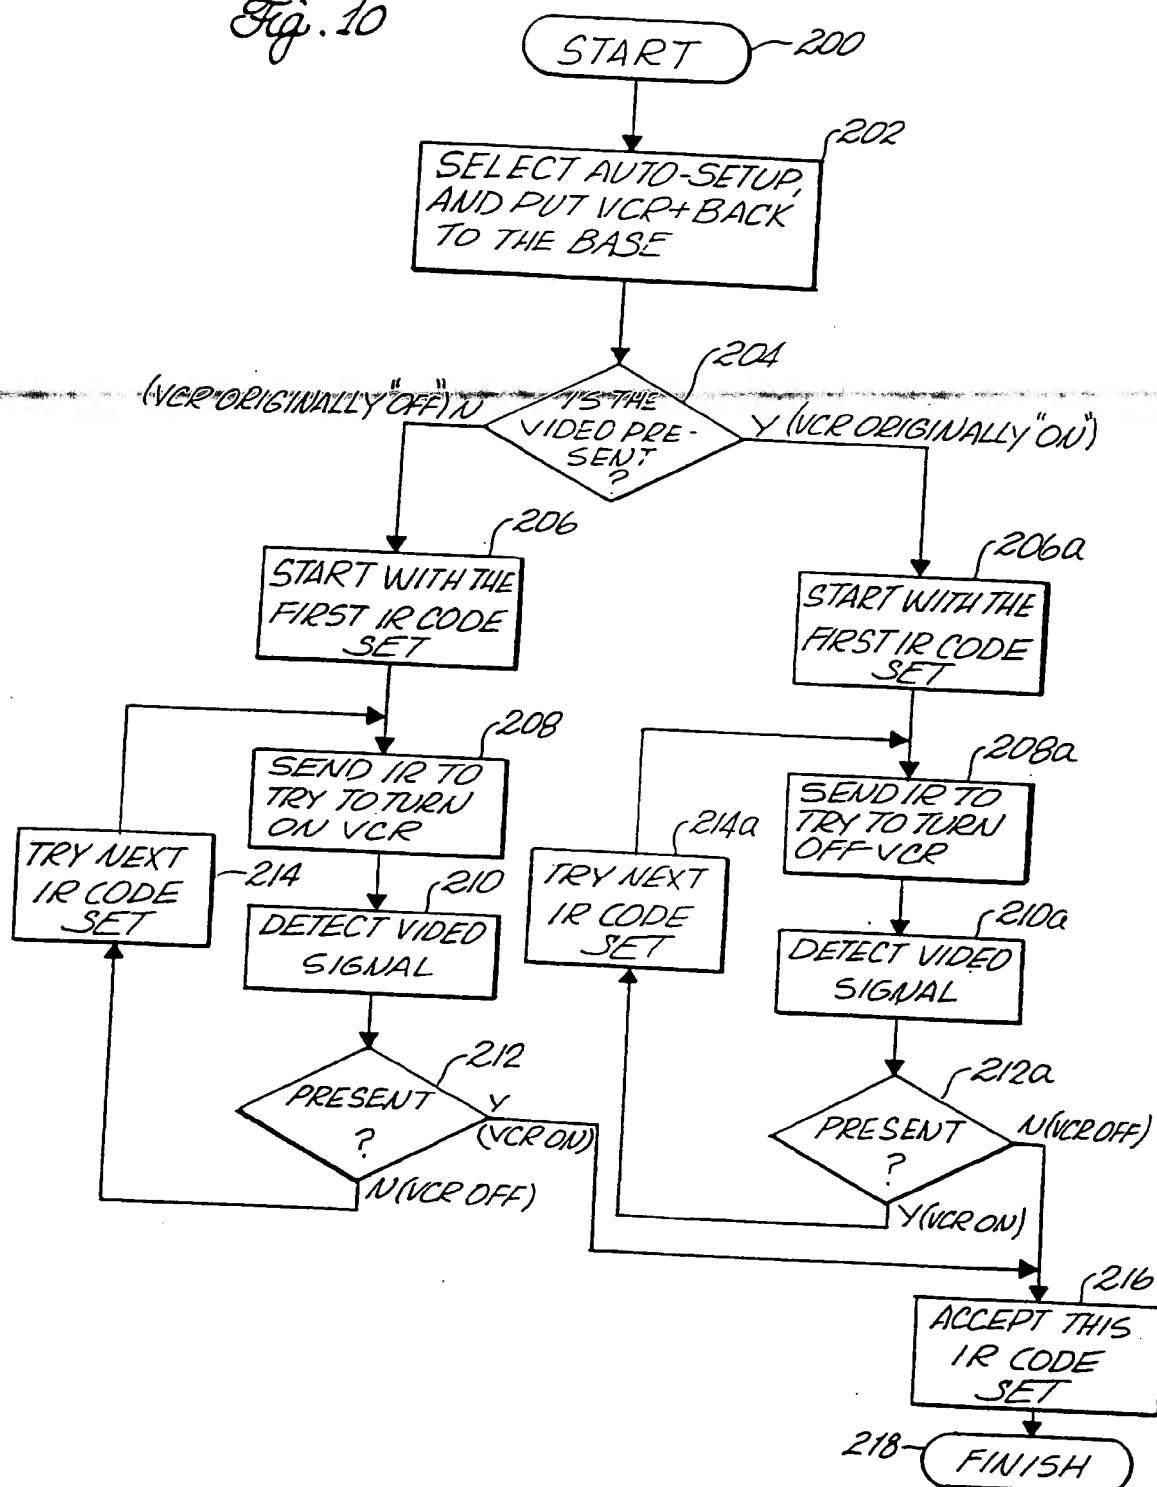 Fig. 10
START
200
202
SELECT AUTO-SETUP,
AND PUT VCR+ BACK
TO THE BASE
204
(VCR ORIGINALLY "OFF") N
IS THE
VIDEO PRE-
SENT
?
Y (VCR ORIGINALLY "ON")
206
START WITH THE
FIRST IR CODE
SET
206a
START WITH THE
FIRST IR CODE
SET
208
SEND IR TO
TRY TO TURN
ON VCR
208a
SEND IR TO
TRY TO TURN
OFF VCR
TRY NEXT
IR CODE
SET
214
214a
TRY NEXT
IR CODE
SET
210
DETECT VIDEO
SIGNAL
210a
DETECT VIDEO
SIGNAL
212
PRESENT
?
Y
(VCR ON)
N (VCR OFF)
212a
PRESENT
?
N (VCR OFF)
Y (VCR ON)
216
ACCEPT THIS
IR CODE
SET
218
FINISH